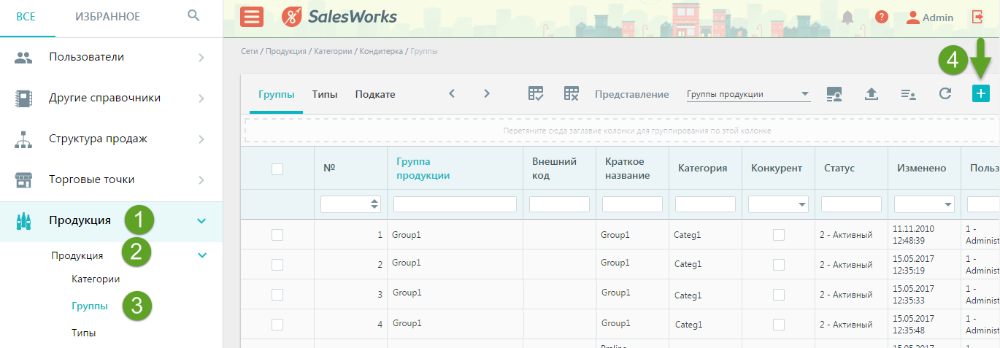 ВСЕ ИЗБРАННОЕ
SalesWorks
Admin
Пользователи
Другие справочники
Структура продаж
Торговые точки
Продукция 1
Продукция 2
Категории
Группы 3
Типы
Сети / Продукция / Категории / Кондитерка / Группы
4
Группы Типы Подкате Представление Группы продукции
Перетяните сюда заглавие колонки для группирования по этой колонке
№ Группа продукции Внешний код Краткое название Категория Конкурент Статус Изменено Польз
1 Group1 Group1 Categ1 2 - Активный 11.11.2010 12:48:39 1 - Administ
2 Group1 Group1 Categ1 2 - Активный 15.05.2017 12:35:19 1 - Administ
3 Group1 Group1 Categ1 2 - Активный 15.05.2017 12:35:33 1 - Administ
4 Group1 Group1 Categ1 2 - Активный 15.05.2017 12:35:48 1 - Administ